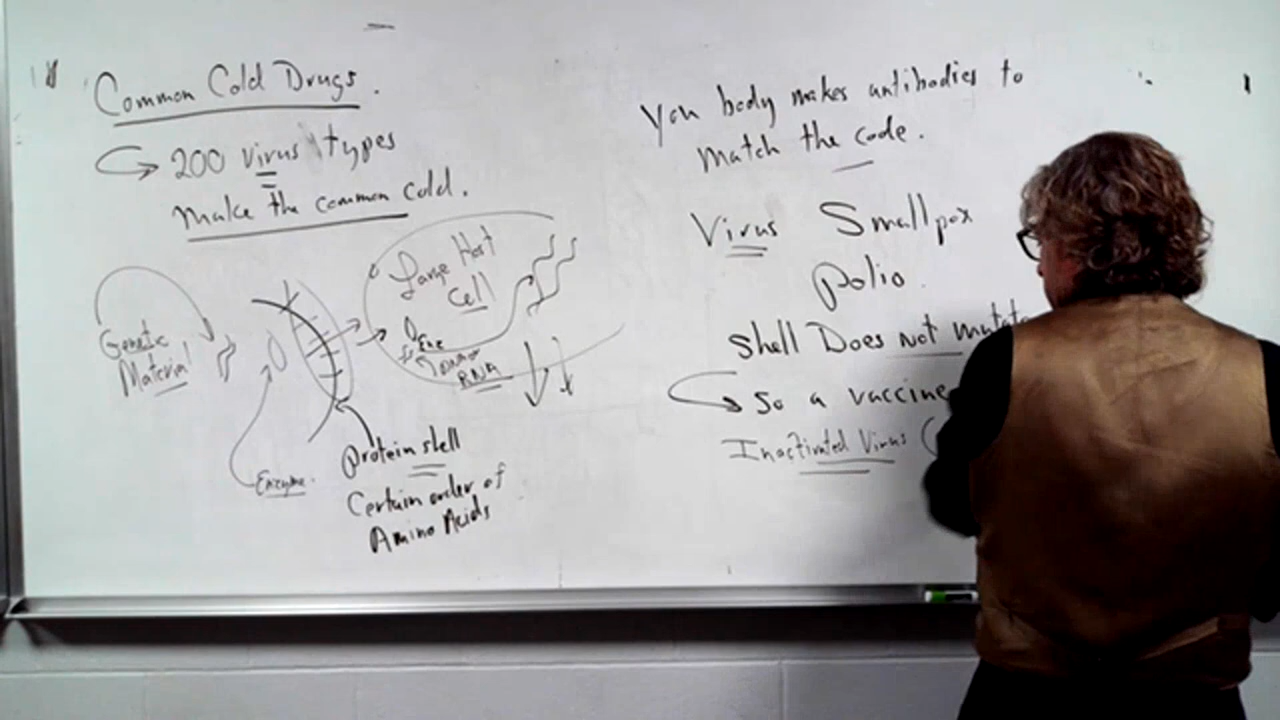 Common Cold Drugs.
200 virus types
make the common cold.
Large Host
Cell
Genetic
Material
Enz
RNA
Enzyme.
Protein shell
Certain order of
Amino Acids
You body makes antibodies to
match the code.
Virus Smallpox
polio
shell Does not mutate
so a vaccine
Inactivated Virus (